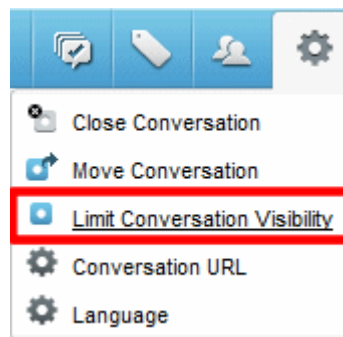 Close Conversation
Move Conversation
Limit Conversation Visibility
Conversation URL
Language